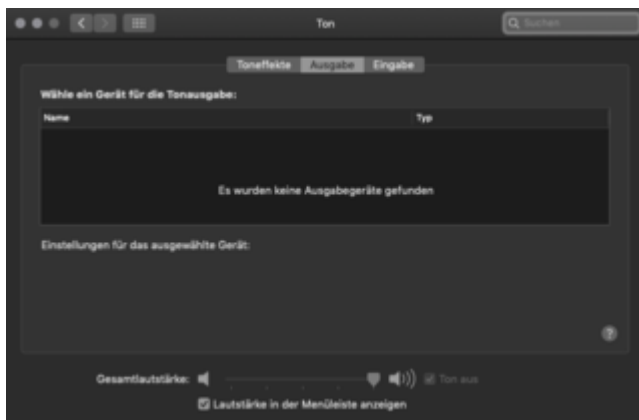 Ton
Suchen
Toneffekte Ausgabe Eingabe
Wähle ein Gerät für die Tonausgabe:
Name Typ
Es wurden keine Ausgabegeräte gefunden
Einstellungen für das ausgewählte Gerät:
?
Gesamtlautstärke: Ton aus
Lautstärke in der Menüleiste anzeigen